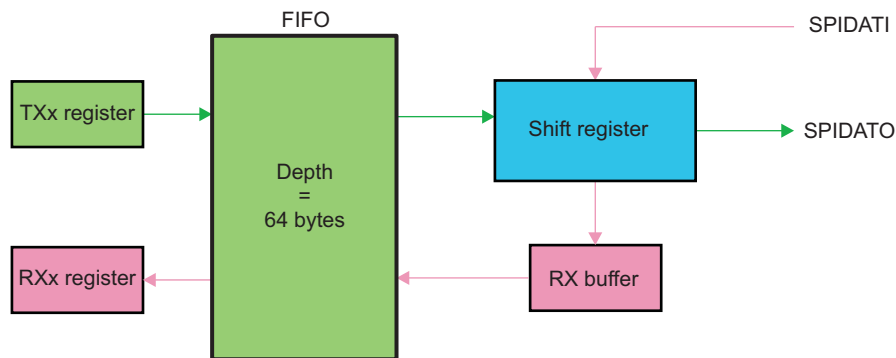 FIFO
SPIDATI
TXx register
Shift register
SPIDATO
Depth
=
64 bytes
RXx register
RX buffer